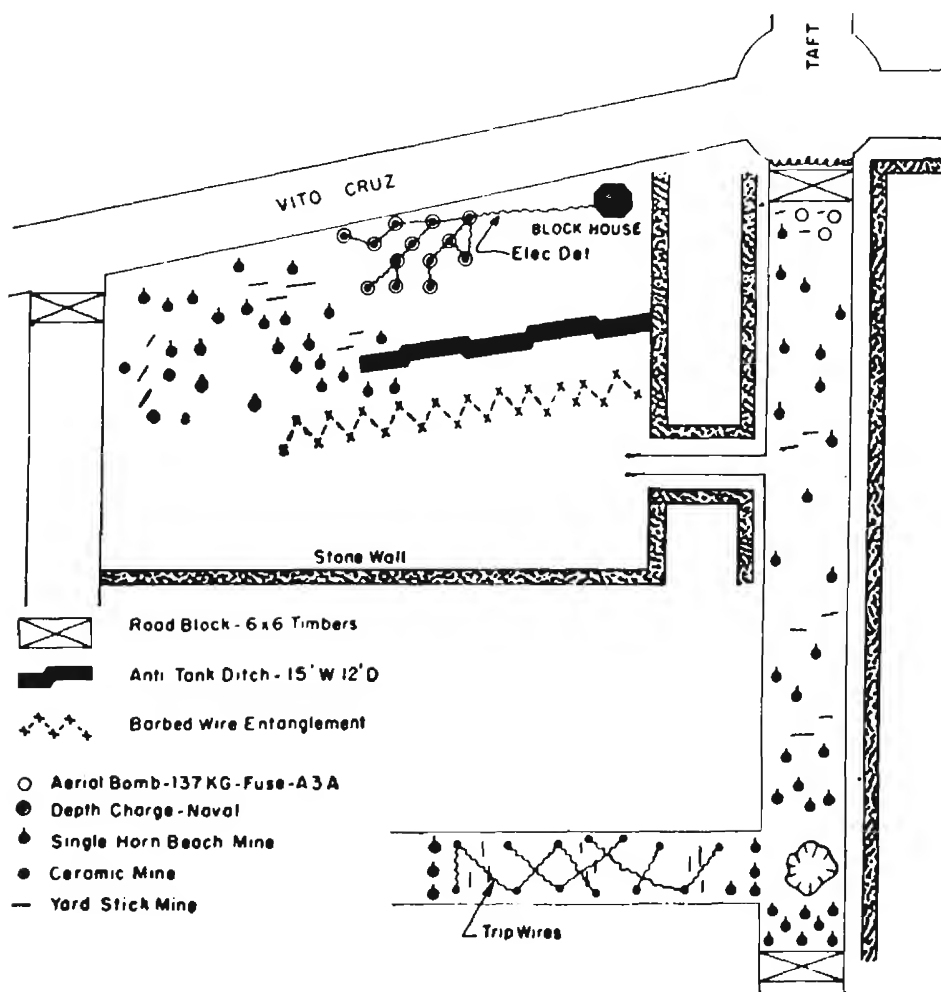 TAFT
VITO CRUZ
BLOCK HOUSE
Elec Det
Stone Wall
Road Block - 6x6 Timbers
Anti Tank Ditch - 15' W 12' D
Barbed Wire Entanglement
Aerial Bomb - 137 KG - Fuse - A3A
Depth Charge - Naval
Single Horn Beach Mine
Ceramic Mine
Yard Stick Mine
Trip Wires